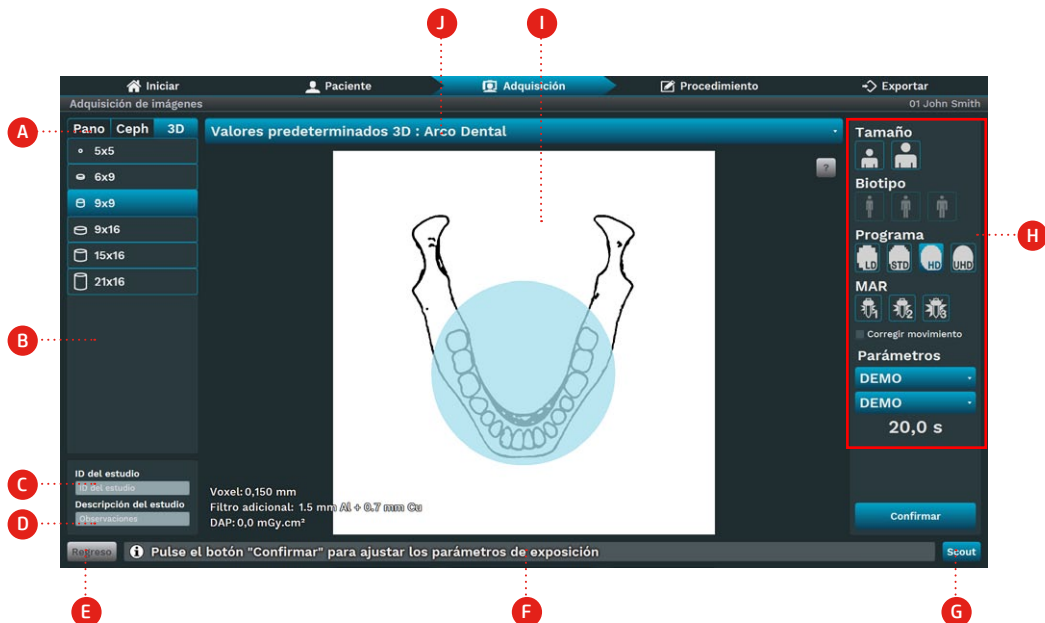 J
I
Iniciar
Paciente
Adquisición
Procedimiento
Exportar
Adquisición de imágenes
01 John Smith
A
Pano Ceph 3D
Valores predeterminados 3D : Arco Dental
5x5
6x9
9x9
9x16
15x16
21x16
?
Tamaño
Biotipo
Programa
LD STD HD UHD
H
MAR
1 2 3
Corregir movimiento
Parámetros
DEMO
DEMO
20,0 s
B
C
ID del estudio
ID del estudio
D
Descripción del estudio
Observaciones
Voxel: 0,150 mm
Filtro adicional: 1.5 mm Al + 0.7 mm Cu
DAP: 0,0 mGy.cm²
Confirmar
Regreso
Pulse el botón "Confirmar" para ajustar los parámetros de exposición
Scout
E
F
G